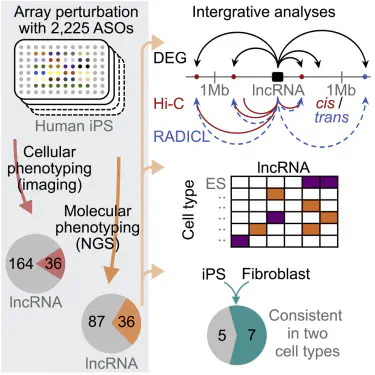 Array perturbation
with 2,225 ASOs
Human iPS
Cellular
phenotyping
(imaging)
Molecular
phenotyping
(NGS)
164 36
lncRNA
87 36
lncRNA
Intergrative analyses
DEG
1Mb lncRNA 1Mb
Hi-C
cis/
trans
RADICL
lncRNA
Cell type
ES
..
..
..
..
iPS Fibroblast
5 7
Consistent
in two
cell types